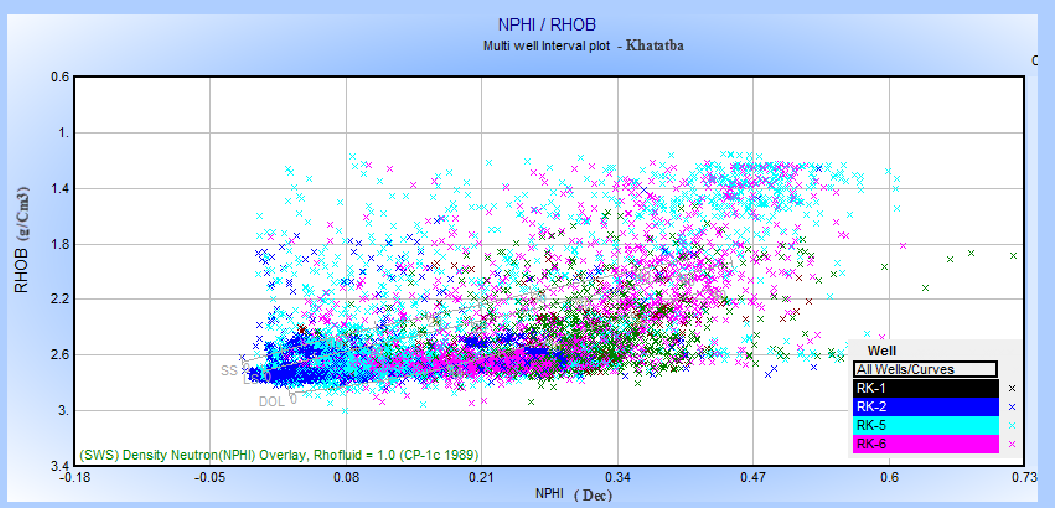 NPHI / RHOB
Multi well Interval plot - Khatatba
C
0.6
1.
1.4
1.8
2.2
2.6
3.
3.4
RHOB (g/Cm3)
SS
DOL 0
Well
All Wells/Curves
RK-1
RK-2
RK-5
RK-6
(SWS) Density Neutron(NPHI) Overlay, Rhofluid = 1.0 (CP-1c 1989)
-0.18 -0.05 0.08 0.21 0.34 0.47 0.6 0.73
NPHI ( Dec)